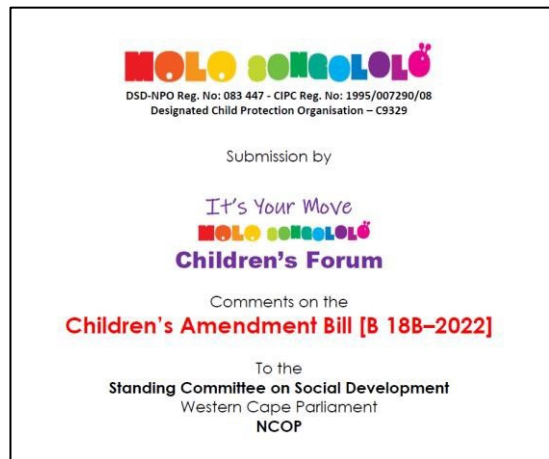 MOLO SONGOLOLO
DSD-NPO Reg. No: 083 447 - CIPC Reg. No: 1995/007290/08
Designated Child Protection Organisation – C9329
Submission by
It's Your Move
MOLO SONGOLOLO
Children's Forum
Comments on the
Children's Amendment Bill [B 18B–2022]
To the
Standing Committee on Social Development
Western Cape Parliament
NCOP